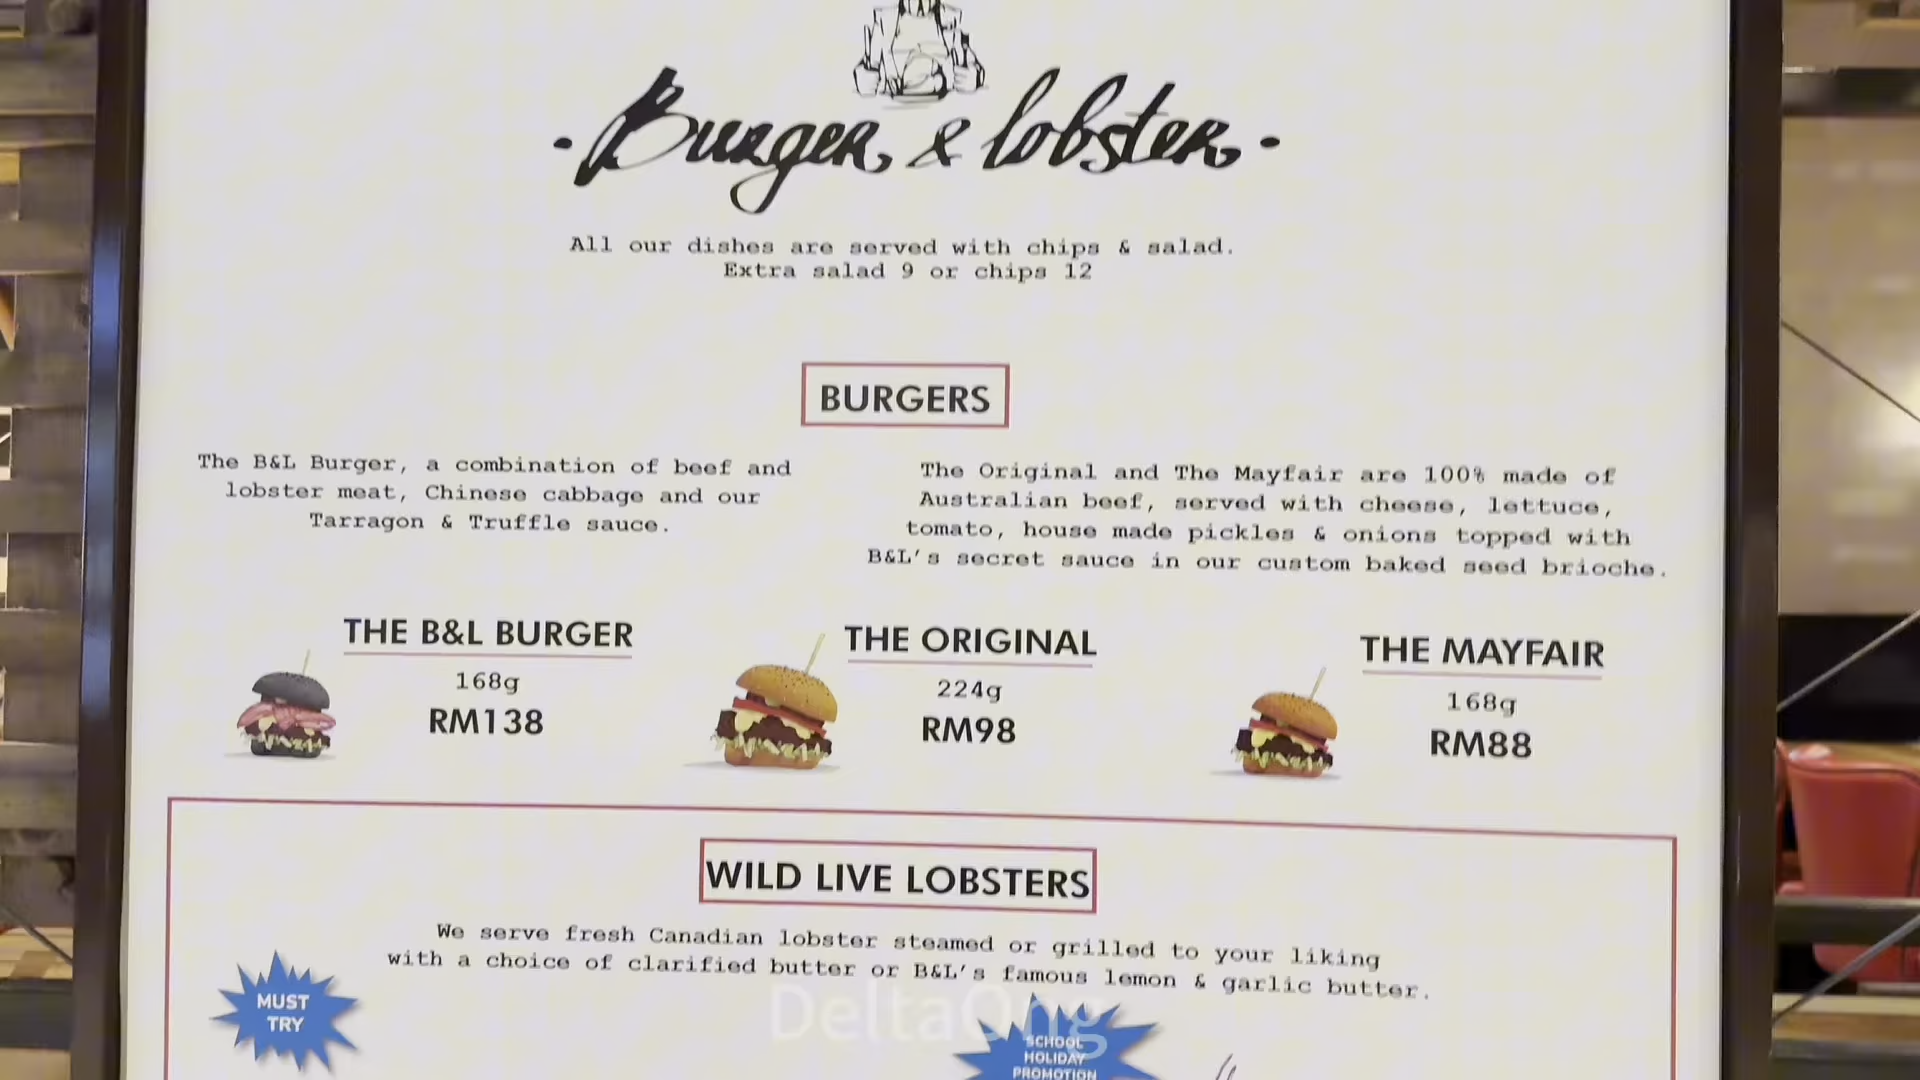 · Burger & lobster ·
All our dishes are served with chips & salad.
Extra salad 9 or chips 12
BURGERS
The B&L Burger, a combination of beef and
lobster meat, Chinese cabbage and our
Tarragon & Truffle sauce.
The Original and The Mayfair are 100% made of
Australian beef, served with cheese, lettuce,
tomato, house made pickles & onions topped with
B&L's secret sauce in our custom baked seed brioche.
THE B&L BURGER
168g
RM138
THE ORIGINAL
224g
RM98
THE MAYFAIR
168g
RM88
WILD LIVE LOBSTERS
We serve fresh Canadian lobster steamed or grilled to your liking
with a choice of clarified butter or B&L's famous lemon & garlic butter.
MUST
TRY
DeltaOng
SCHOOL
HOLIDAY
PROMOTION